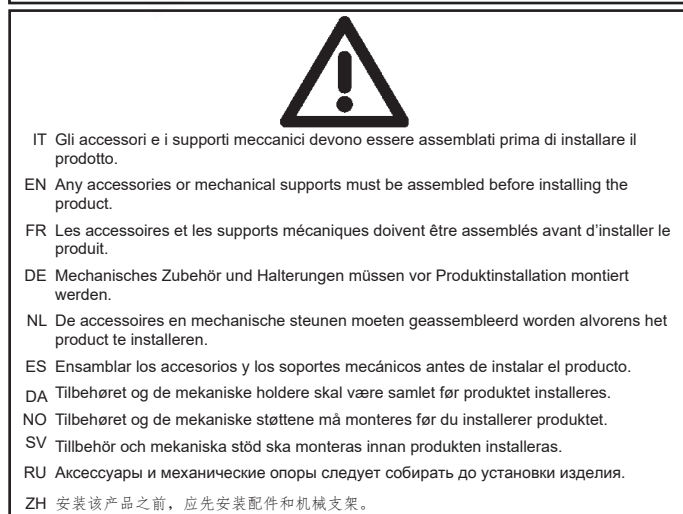 IT Gli accessori e i supporti meccanici devono essere assemblati prima di installare il
prodotto.
EN Any accessories or mechanical supports must be assembled before installing the
product.
FR Les accessoires et les supports mécaniques doivent être assemblés avant d’installer le
produit.
DE Mechanisches Zubehör und Halterungen müssen vor Produktinstallation montiert
werden.
NL De accessoires en mechanische steunen moeten geassembleerd worden alvorens het
product te installeren.
ES Ensamblar los accesorios y los soportes mecánicos antes de instalar el producto.
DA Tilbehøret og de mekaniske holdere skal være samlet før produktet installeres.
NO Tilbehøret og de mekaniske støttene må monteres før du installerer produktet.
SV Tillbehör och mekaniska stöd ska monteras innan produkten installeras.
RU Аксессуары и механические опоры следует собирать до установки изделия.
ZH 安装该产品之前，应先安装配件和机械支架。